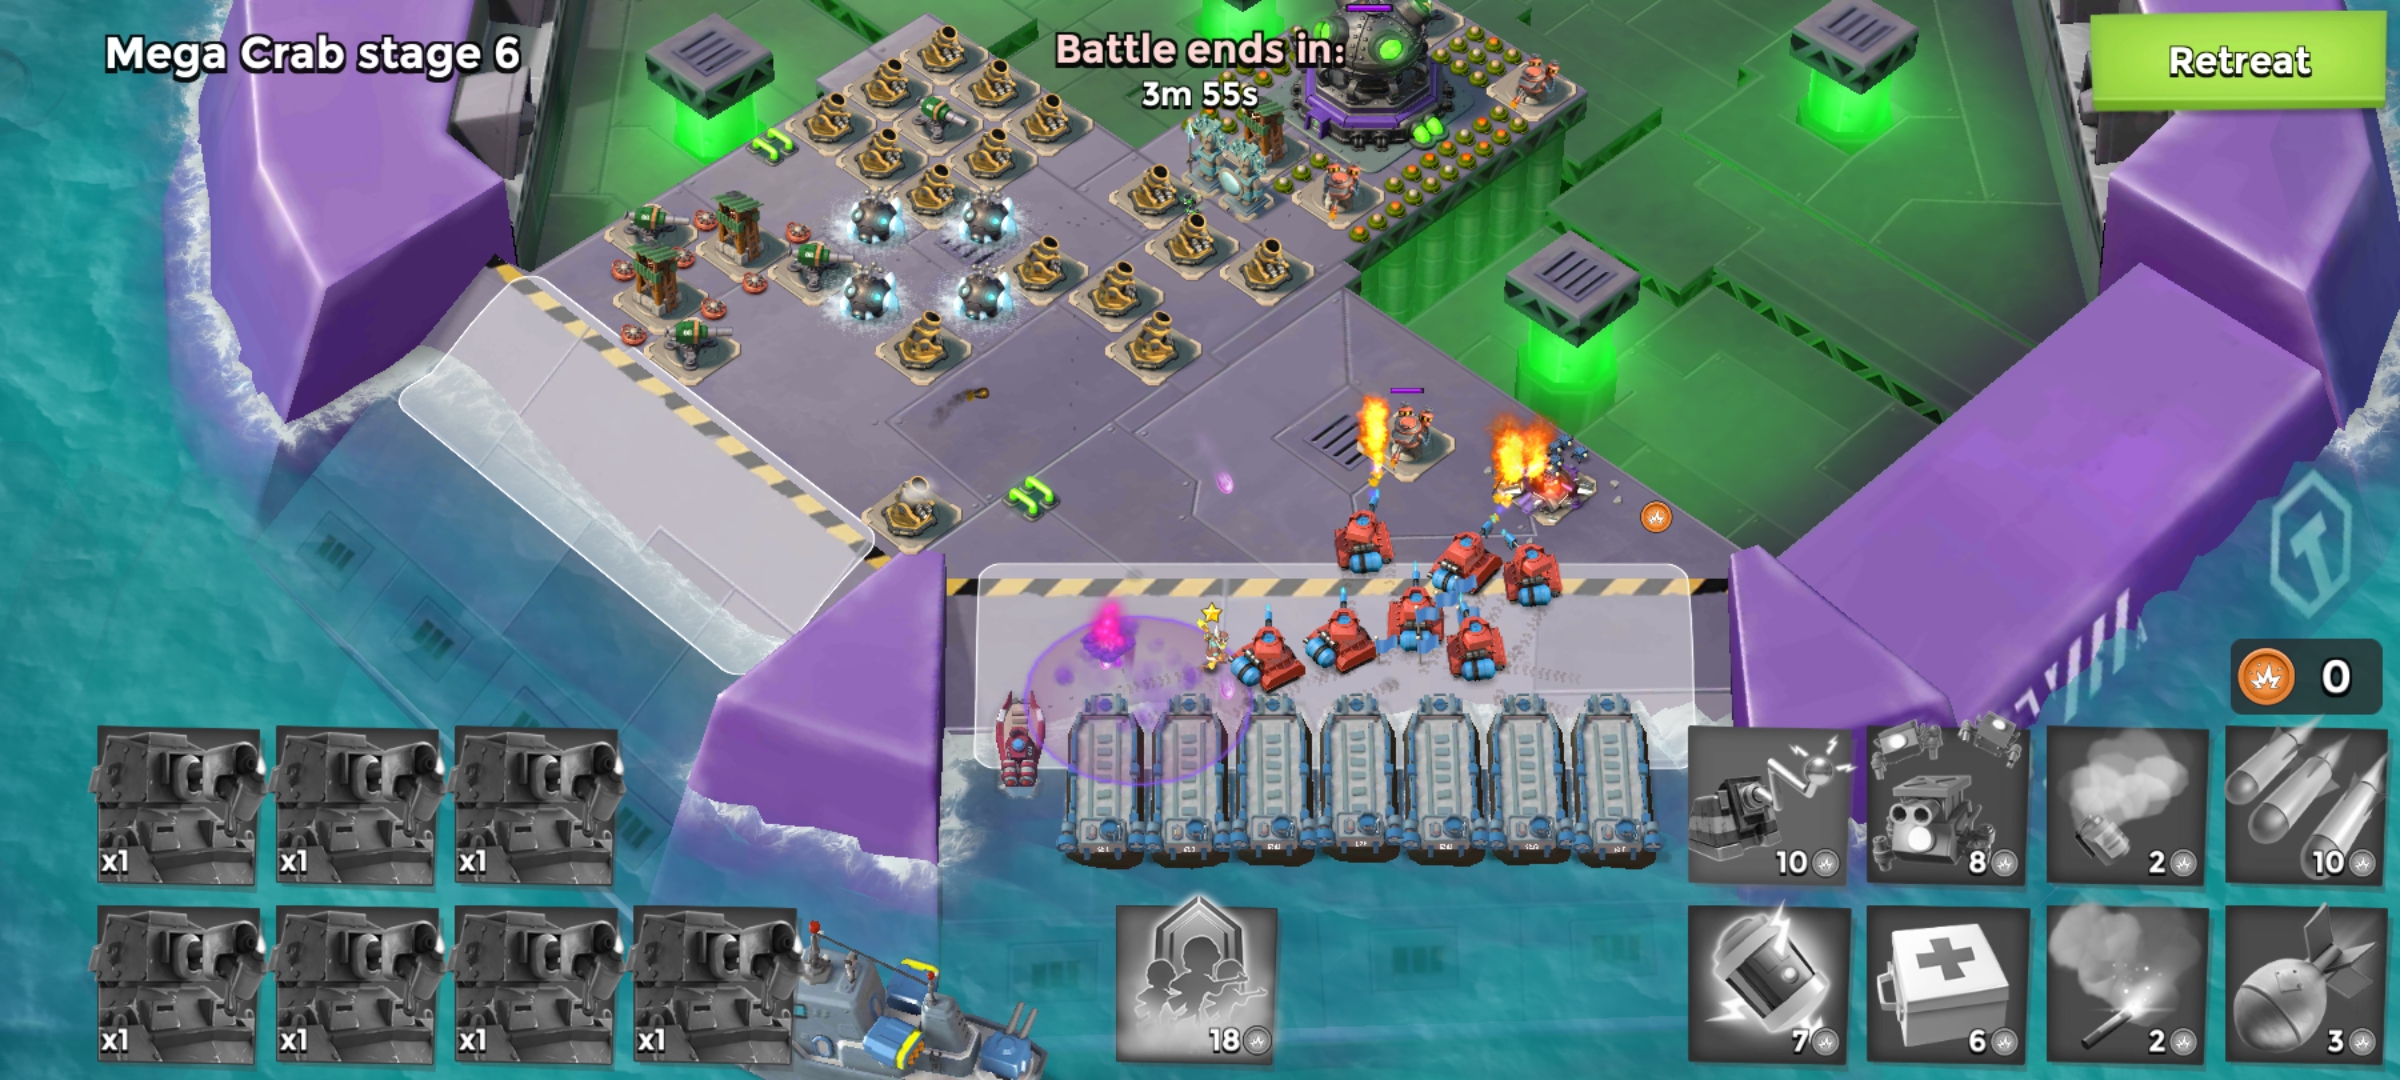 Mega Crab stage 6
Battle ends in:
3m 55s
Retreat
0
x1
x1
x1
10
8
2
10
x1
x1
x1
x1
18
7
6
2
3